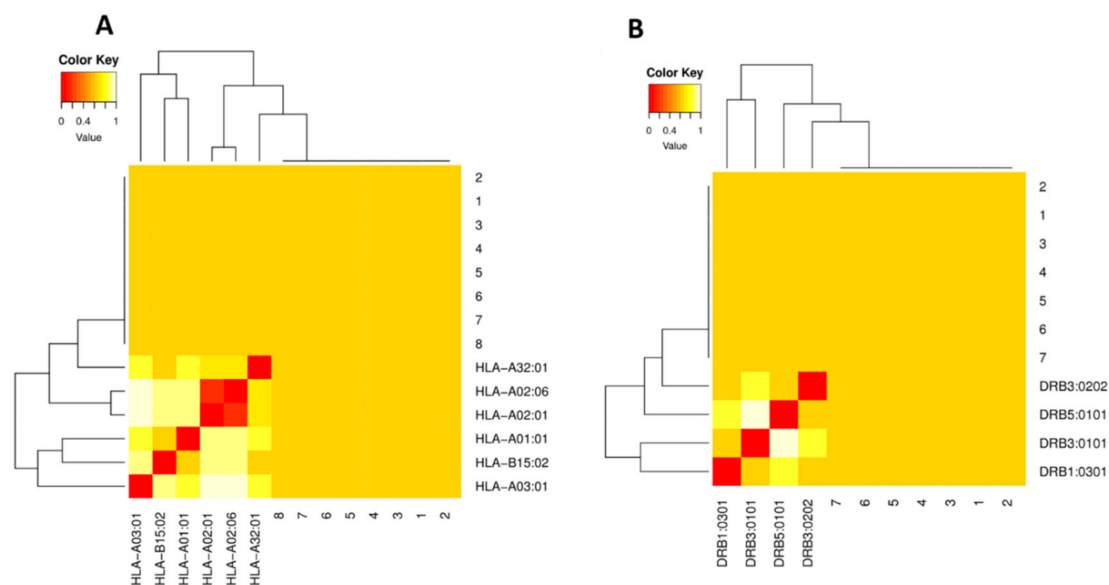 A
Color Key
0 0.4 1
Value
2
1
3
4
5
6
7
8
HLA-A32:01
HLA-A02:06
HLA-A02:01
HLA-A01:01
HLA-B15:02
HLA-A03:01
HLA-A03:01
HLA-B15:02
HLA-A01:01
HLA-A02:01
HLA-A02:06
HLA-A32:01
8
7
6
5
4
3
1
2
B
Color Key
0 0.4 1
Value
2
1
3
4
5
6
7
DRB3:0202
DRB5:0101
DRB3:0101
DRB1:0301
DRB1:0301
DRB3:0101
DRB5:0101
DRB3:0202
7
6
5
4
3
1
2